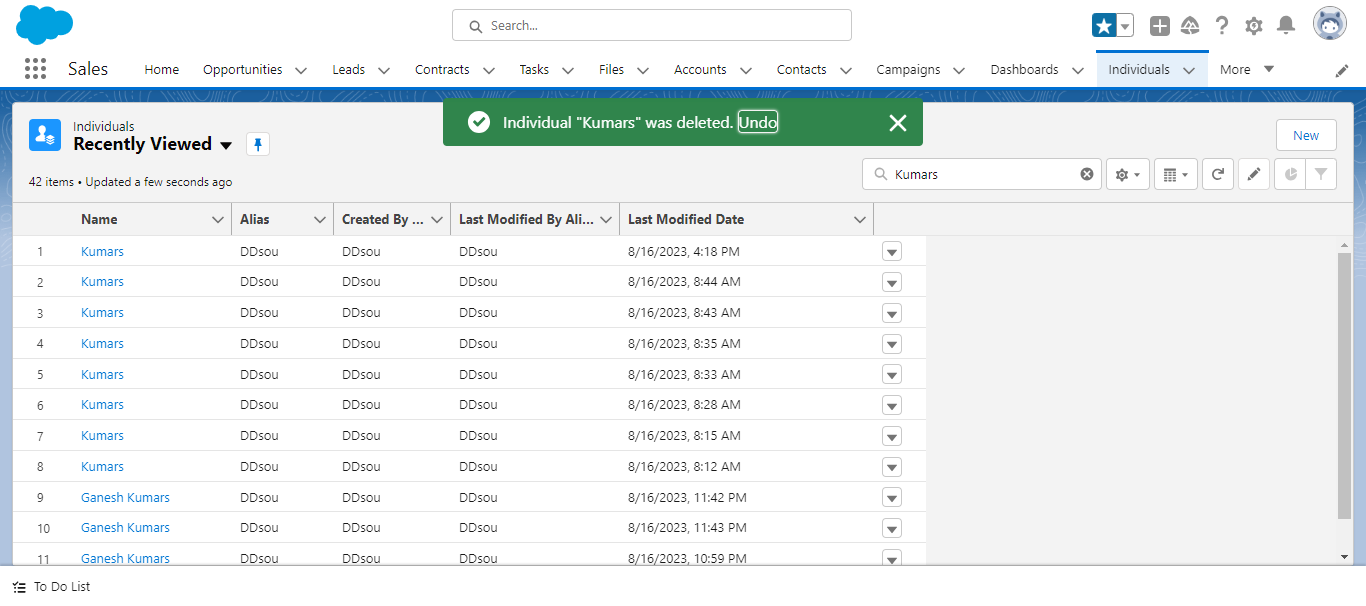 Search...
Sales
Home
Opportunities
Leads
Contracts
Tasks
Files
Accounts
Contacts
Campaigns
Dashboards
Individuals
More
Individuals
Recently Viewed
Individual "Kumars" was deleted. Undo
New
42 items • Updated a few seconds ago
Kumars
Name Alias Created By ... Last Modified By Ali... Last Modified Date
1 Kumars DDsou DDsou DDsou 8/16/2023, 4:18 PM
2 Kumars DDsou DDsou DDsou 8/16/2023, 8:44 AM
3 Kumars DDsou DDsou DDsou 8/16/2023, 8:43 AM
4 Kumars DDsou DDsou DDsou 8/16/2023, 8:35 AM
5 Kumars DDsou DDsou DDsou 8/16/2023, 8:33 AM
6 Kumars DDsou DDsou DDsou 8/16/2023, 8:28 AM
7 Kumars DDsou DDsou DDsou 8/16/2023, 8:15 AM
8 Kumars DDsou DDsou DDsou 8/16/2023, 8:12 AM
9 Ganesh Kumars DDsou DDsou DDsou 8/16/2023, 11:42 PM
10 Ganesh Kumars DDsou DDsou DDsou 8/16/2023, 11:43 PM
11 Ganesh Kumars DDsou DDsou DDsou 8/16/2023, 10:59 PM
To Do List